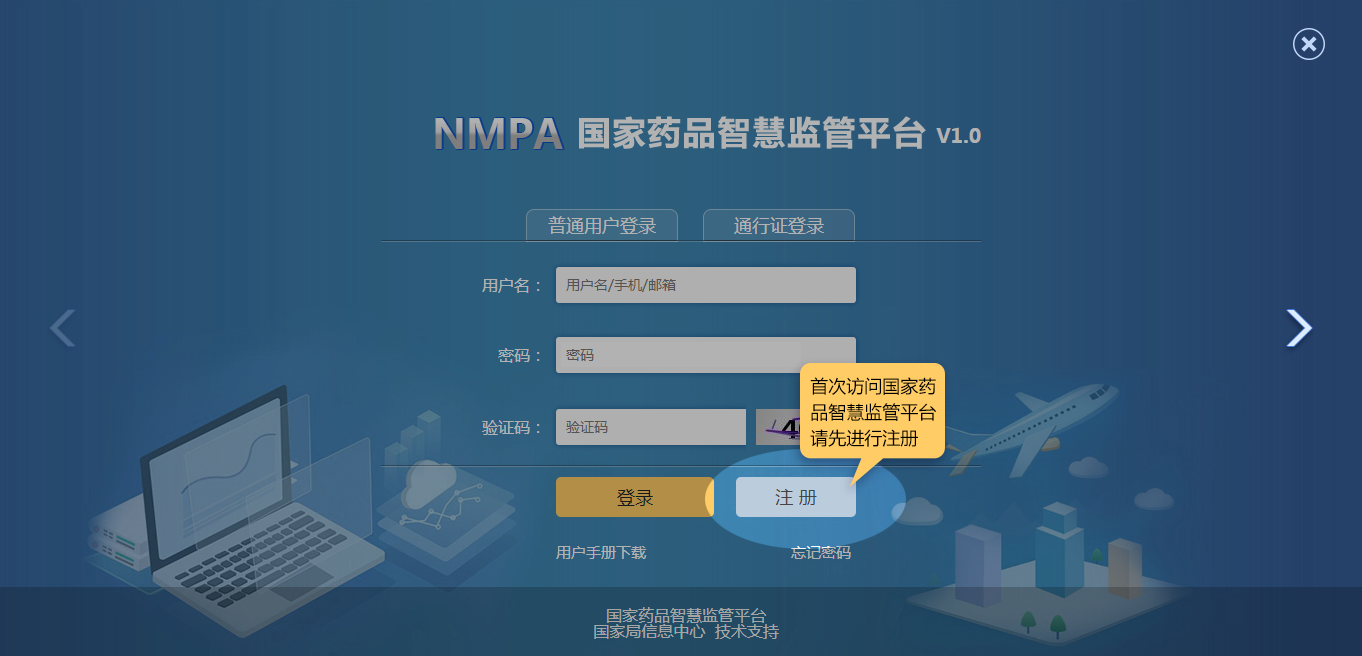 NMPA 国家药品智慧监管平台 V1.0
普通用户登录 通行证登录
用户名： 用户名/手机/邮箱
密码： 密码
首次访问国家药
品智慧监管平台
请先进行注册
验证码： 验证码
登录 注册
用户手册下载 忘记密码
国家药品智慧监管平台
国家局信息中心 技术支持